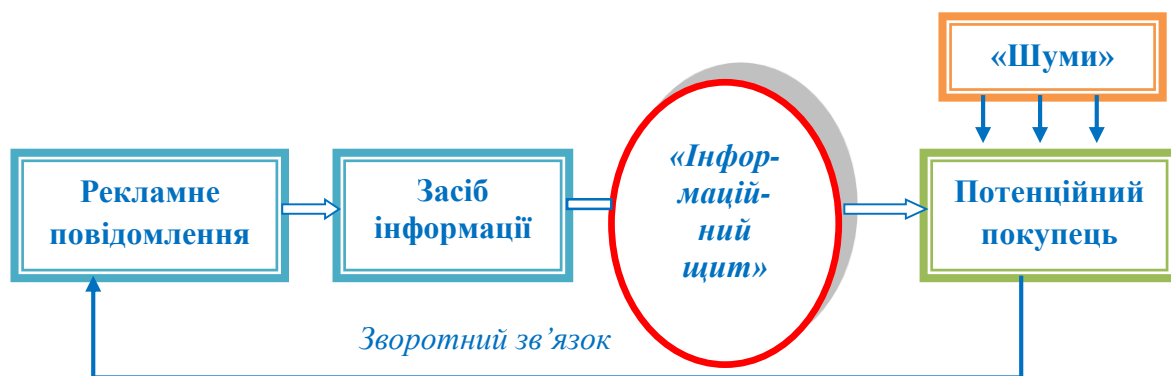 «Шуми»
Рекламне
повідомлення
Засіб
інформації
«Інфор-
мацій-
ний
щит»
Потенційний
покупець
Зворотний зв’язок